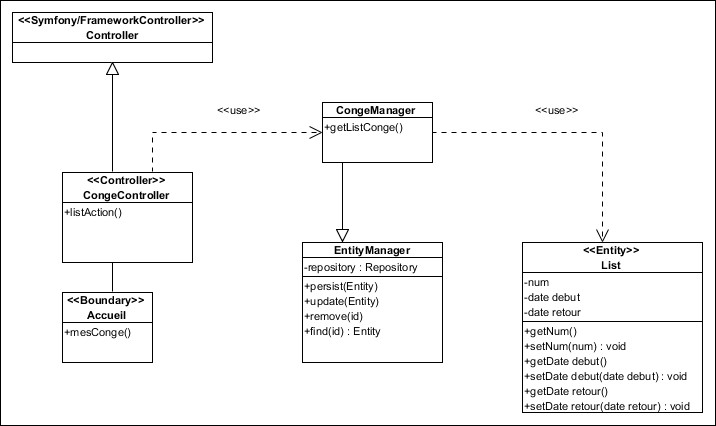 <<Symfony/FrameworkController>>
Controller
<<use>>
<<use>>
CongeManager
+getListConge()
<<Controller>>
CongeController
+listAction()
EntityManager
-repository : Repository
+persist(Entity)
+update(Entity)
+remove(id)
+find(id) : Entity
<<Entity>>
List
-num
-date debut
-date retour
+getNum()
+setNum(num) : void
+getDate debut()
+setDate debut(date debut) : void
+getDate retour()
+setDate retour(date retour) : void
<<Boundary>>
Accueil
+mesConge()